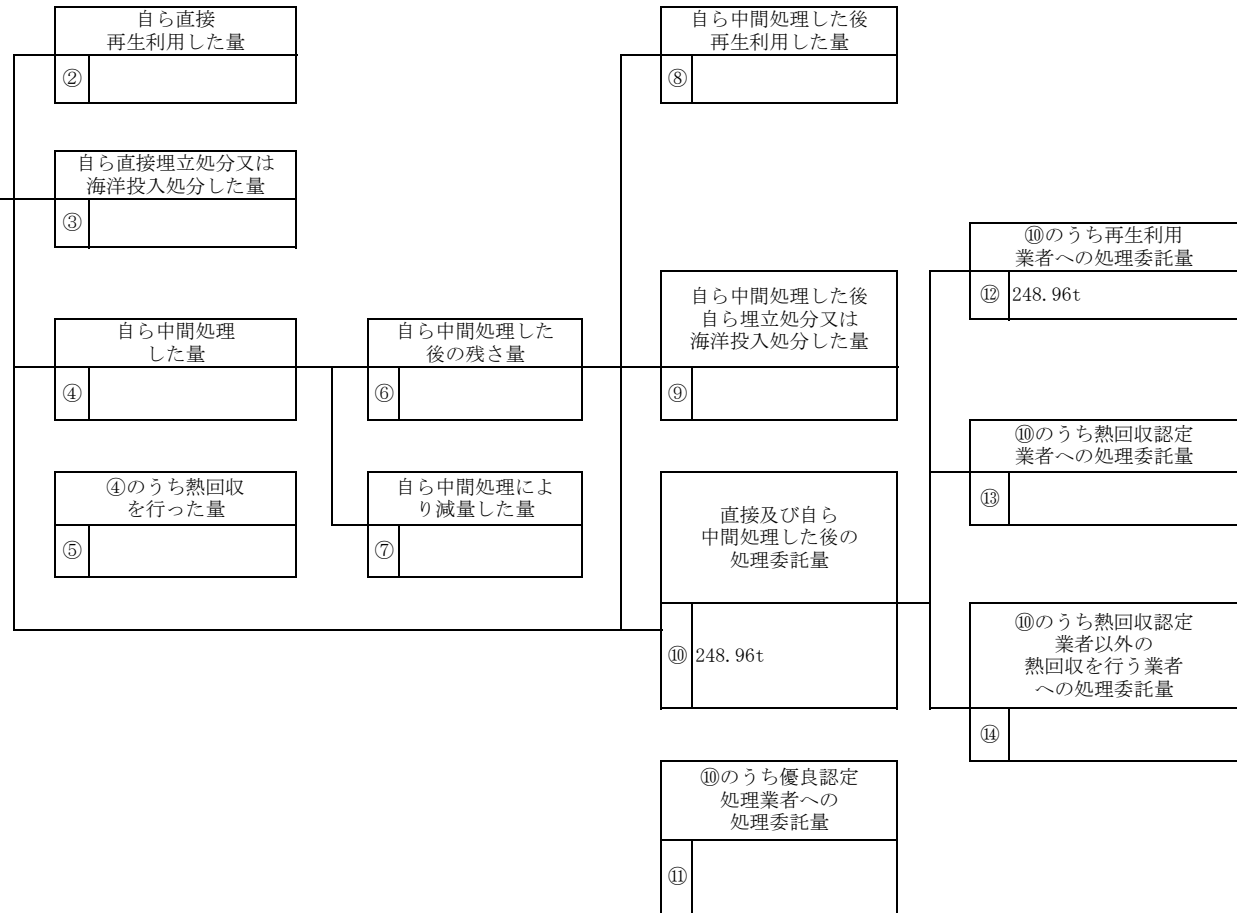 自ら直接
再生利用した量
②
自ら中間処理した後
再生利用した量
⑧
自ら直接埋立処分又は
海洋投入処分した量
③
⑩のうち再生利用
業者への処理委託量
⑫ 248.96t
自ら中間処理
した量
④
自ら中間処理した
後の残さ量
⑥
自ら中間処理した後
自ら埋立処分又は
海洋投入処分した量
⑨
⑩のうち熱回収認定
業者への処理委託量
⑬
④のうち熱回収
を行った量
⑤
自ら中間処理によ
り減量した量
⑦
直接及び自ら
中間処理した後の
処理委託量
⑩ 248.96t
⑩のうち熱回収認定
業者以外の
熱回収を行う業者
への処理委託量
⑭
⑩のうち優良認定
処理業者への
処理委託量
⑪